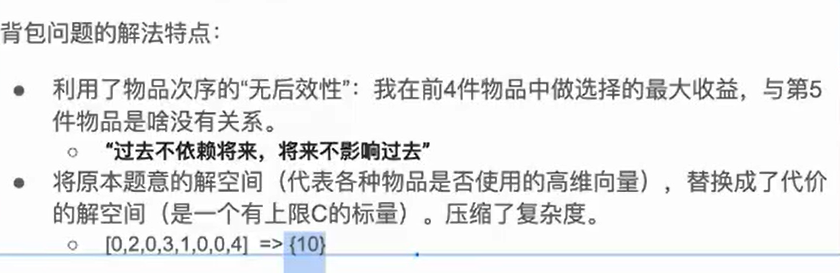 背包问题的解法特点：
● 利用了物品次序的“无后效性”：我在前4件物品中做选择的最大收益，与第5
件物品是啥没有关系。
○ “过去不依赖将来，将来不影响过去”
● 将原本题意的解空间（代表各种物品是否使用的高维向量），替换成了代价
的解空间（是一个有上限C的标量）。压缩了复杂度。
○ [0,2,0,3,1,0,0,4] => {10}